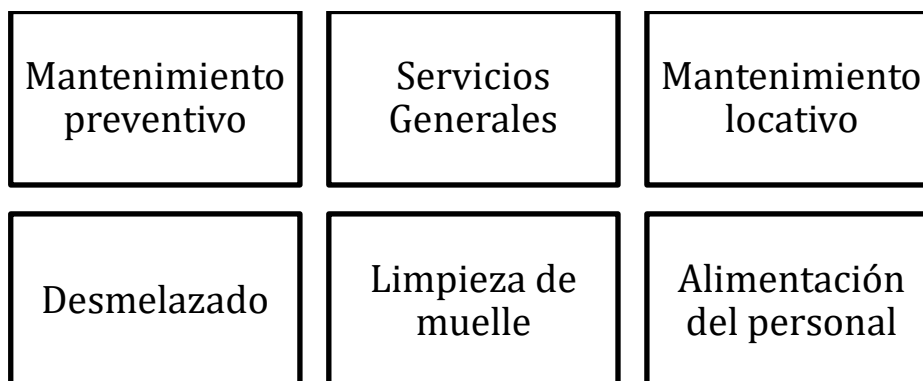 Mantenimiento
preventivo
Servicios
Generales
Mantenimiento
locativo
Desmelazado
Limpieza de
muelle
Alimentación
del personal